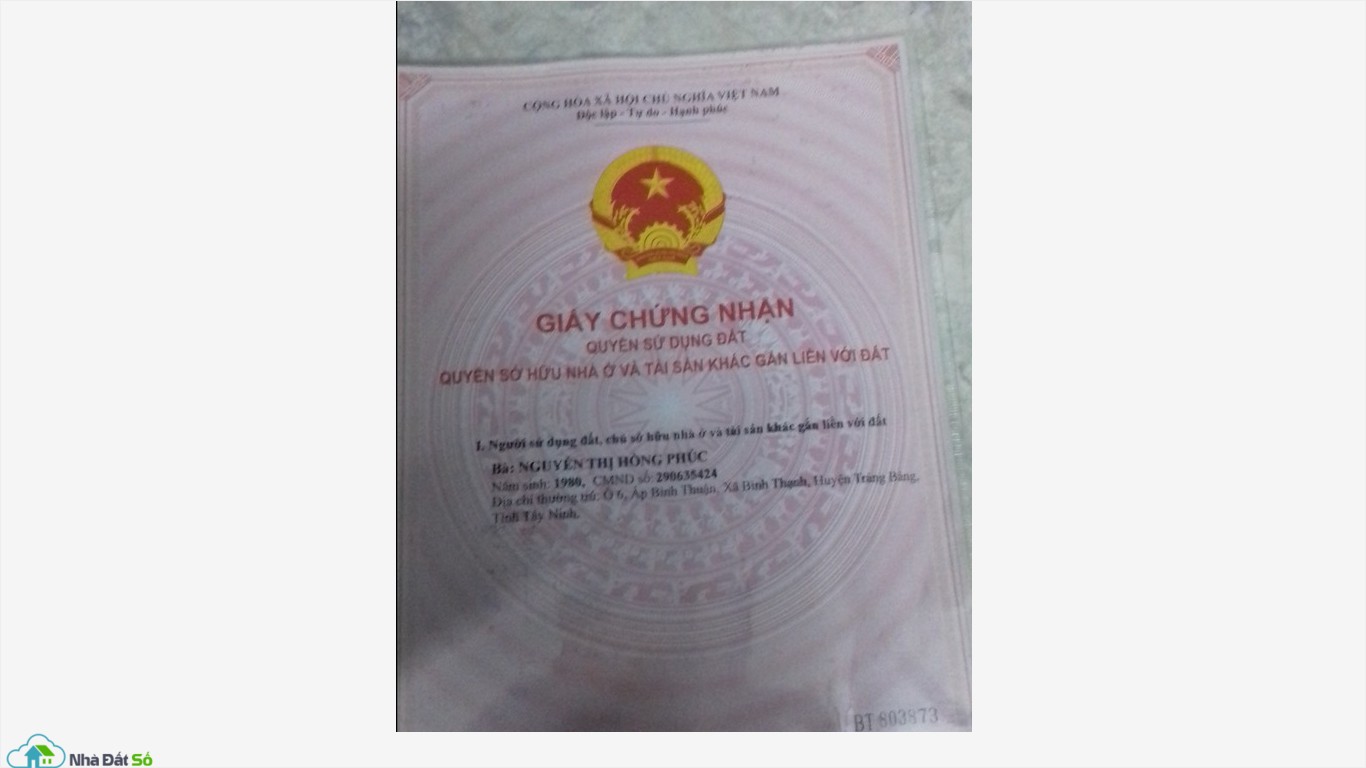 CỘNG HÒA XÃ HỘI CHỦ NGHĨA VIỆT NAM
Độc lập - Tự do - Hạnh phúc
GIẤY CHỨNG NHẬN
QUYỀN SỬ DỤNG ĐẤT
QUYỀN SỞ HỮU NHÀ Ở VÀ TÀI SẢN KHÁC GẮN LIỀN VỚI ĐẤT
I. Người sử dụng đất, chủ sở hữu nhà ở và tài sản khác gắn liền với đất
Bà: NGUYỄN THỊ HỒNG PHÚC
Năm sinh: 1980, CMND số: 290635424
Địa chỉ thường trú: Ô 6, Ấp Bình Thuận, Xã Bình Thạnh, Huyện Trảng Bàng,
Tỉnh Tây Ninh.
BT 803873
Nhà Đất Số